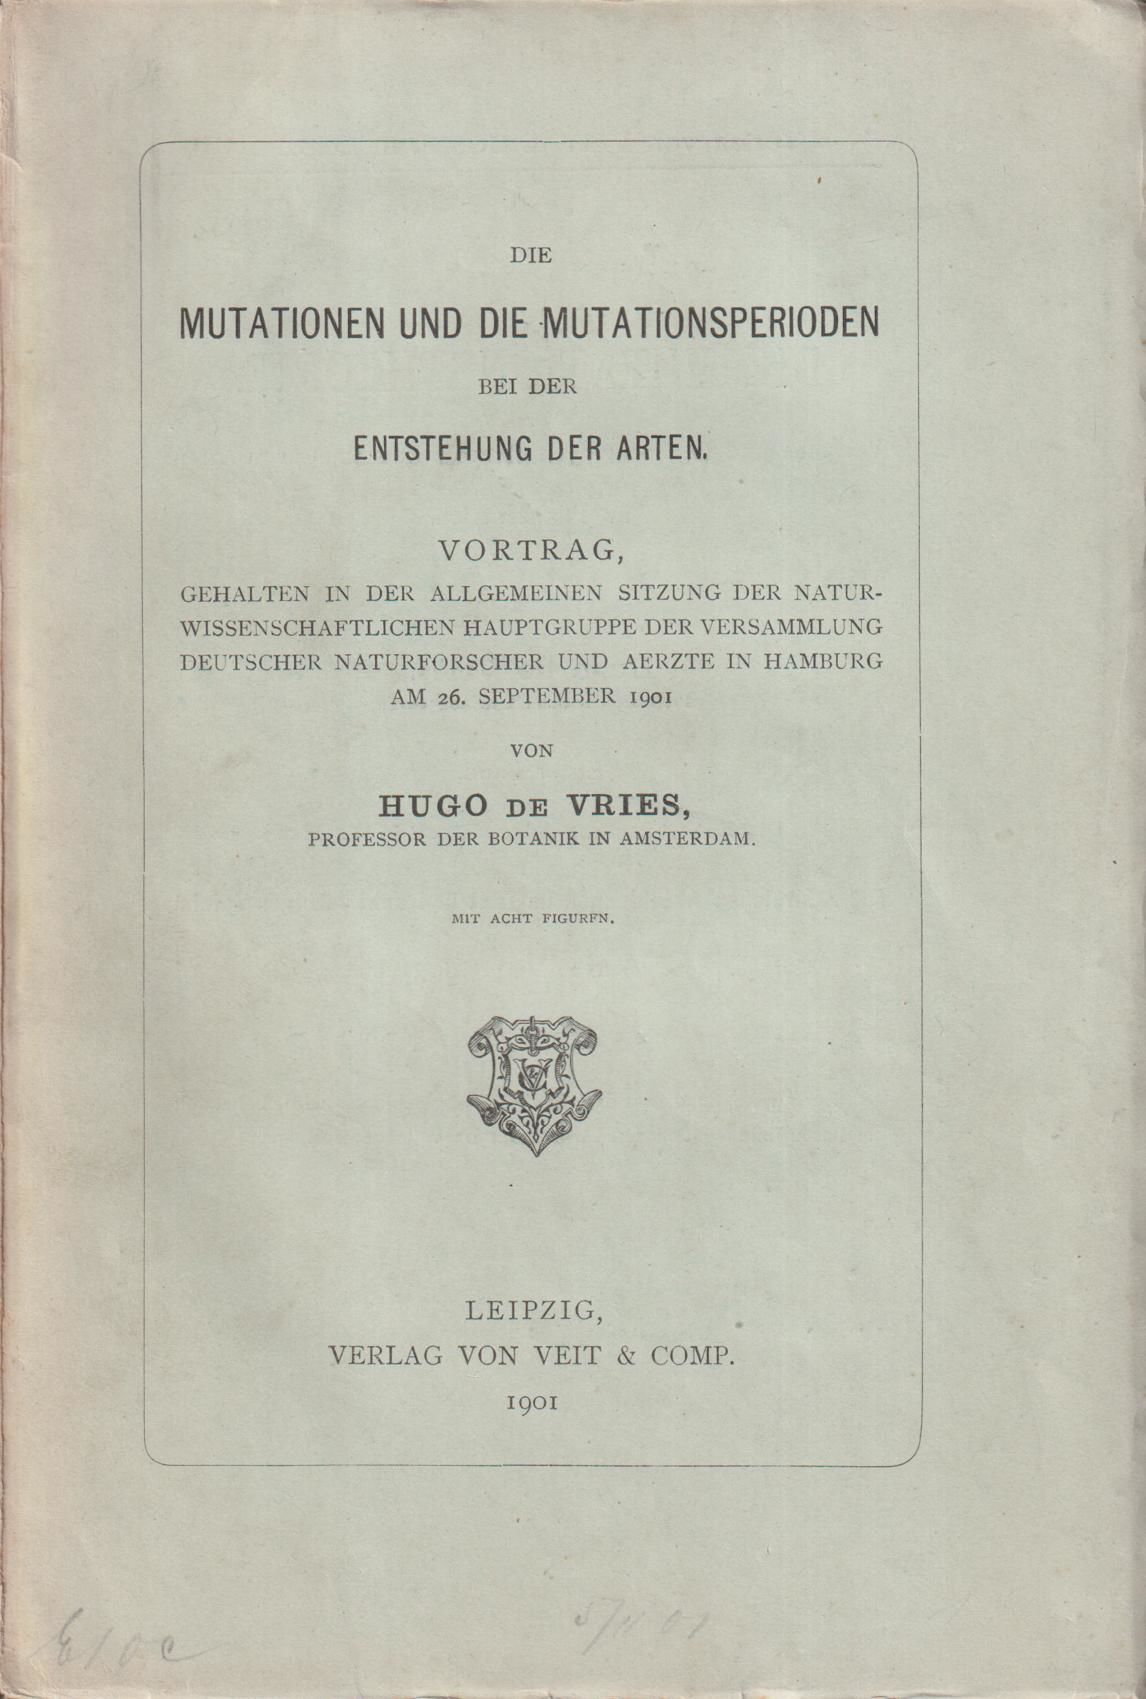 DIE
MUTATIONEN UND DIE MUTATIONSPERIODEN
BEI DER
ENTSTEHUNG DER ARTEN.
VORTRAG,
GEHALTEN IN DER ALLGEMEINEN SITZUNG DER NATUR-
WISSENSCHAFTLICHEN HAUPTGRUPPE DER VERSAMMLUNG
DEUTSCHER NATURFORSCHER UND AERZTE IN HAMBURG
AM 26. SEPTEMBER 1901
VON
HUGO DE VRIES,
PROFESSOR DER BOTANIK IN AMSTERDAM.
MIT ACHT FIGUREN.
LEIPZIG,
VERLAG VON VEIT & COMP.
1901